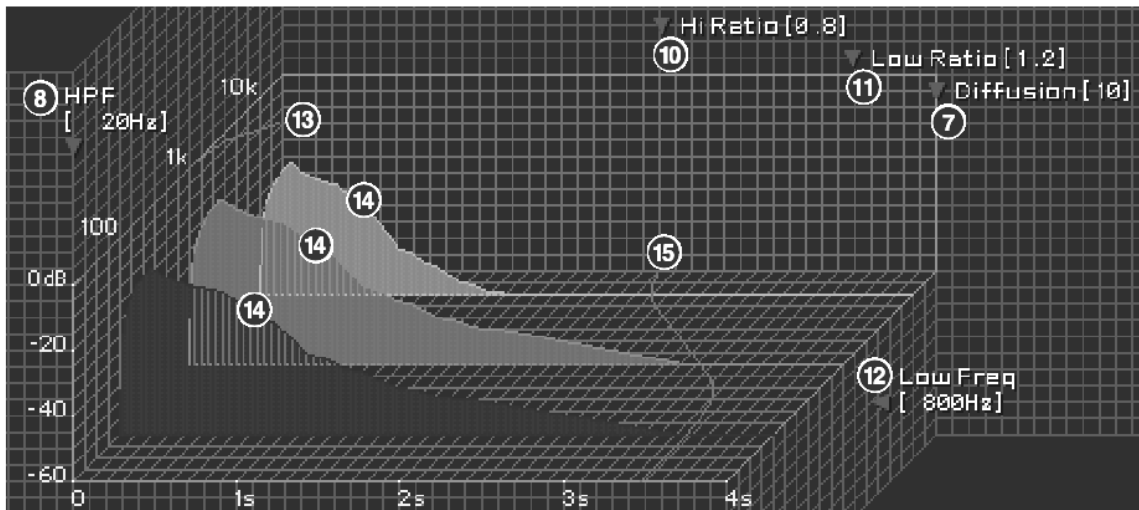 Hi Ratio [0.8]
10
Low Ratio [1.2]
11
Diffusion [10]
7
8 HPF
[ 20Hz]
10k
13
1k
14
100
14
15
0dB
14
-20
12 Low Freq
[ 800Hz]
-40
-60
0 1s 2s 3s 4s